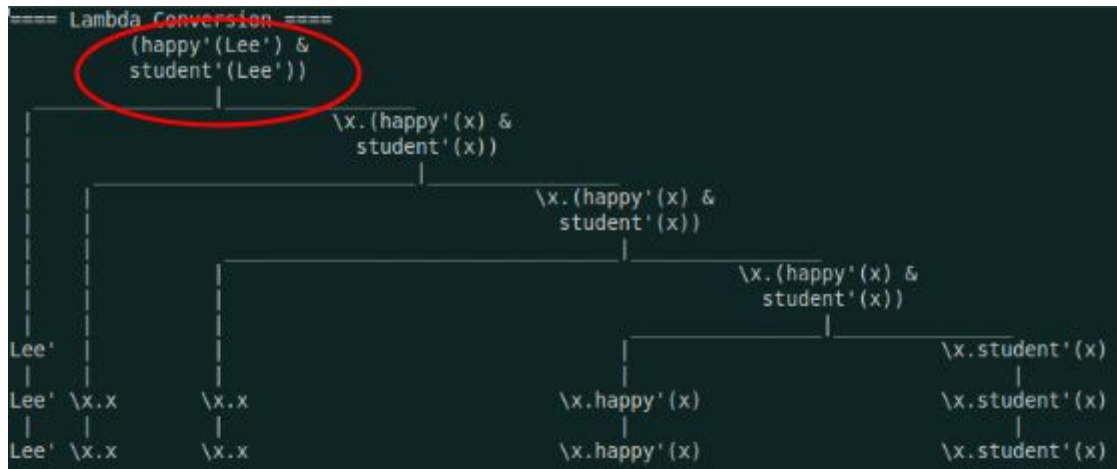 ==== Lambda Conversion ====
(happy'(Lee') &
student'(Lee'))
\x.(happy'(x) &
student'(x))
\x.(happy'(x) &
student'(x))
\x.(happy'(x) &
student'(x))
Lee' \x.student'(x)
Lee' \x.x \x.x \x.happy'(x) \x.student'(x)
Lee' \x.x \x.x \x.happy'(x) \x.student'(x)